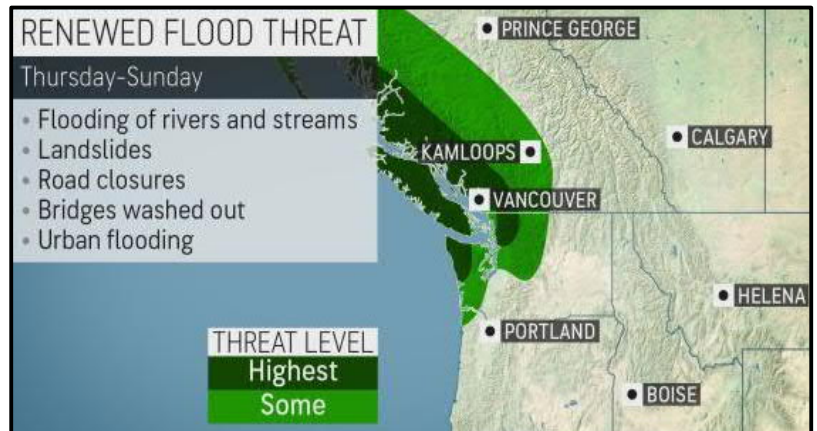 RENEWED FLOOD THREAT
Thursday-Sunday
• Flooding of rivers and streams
• Landslides
• Road closures
• Bridges washed out
• Urban flooding
PRINCE GEORGE
CALGARY
KAMLOOPS
VANCOUVER
HELENA
PORTLAND
BOISE
THREAT LEVEL
Highest
Some